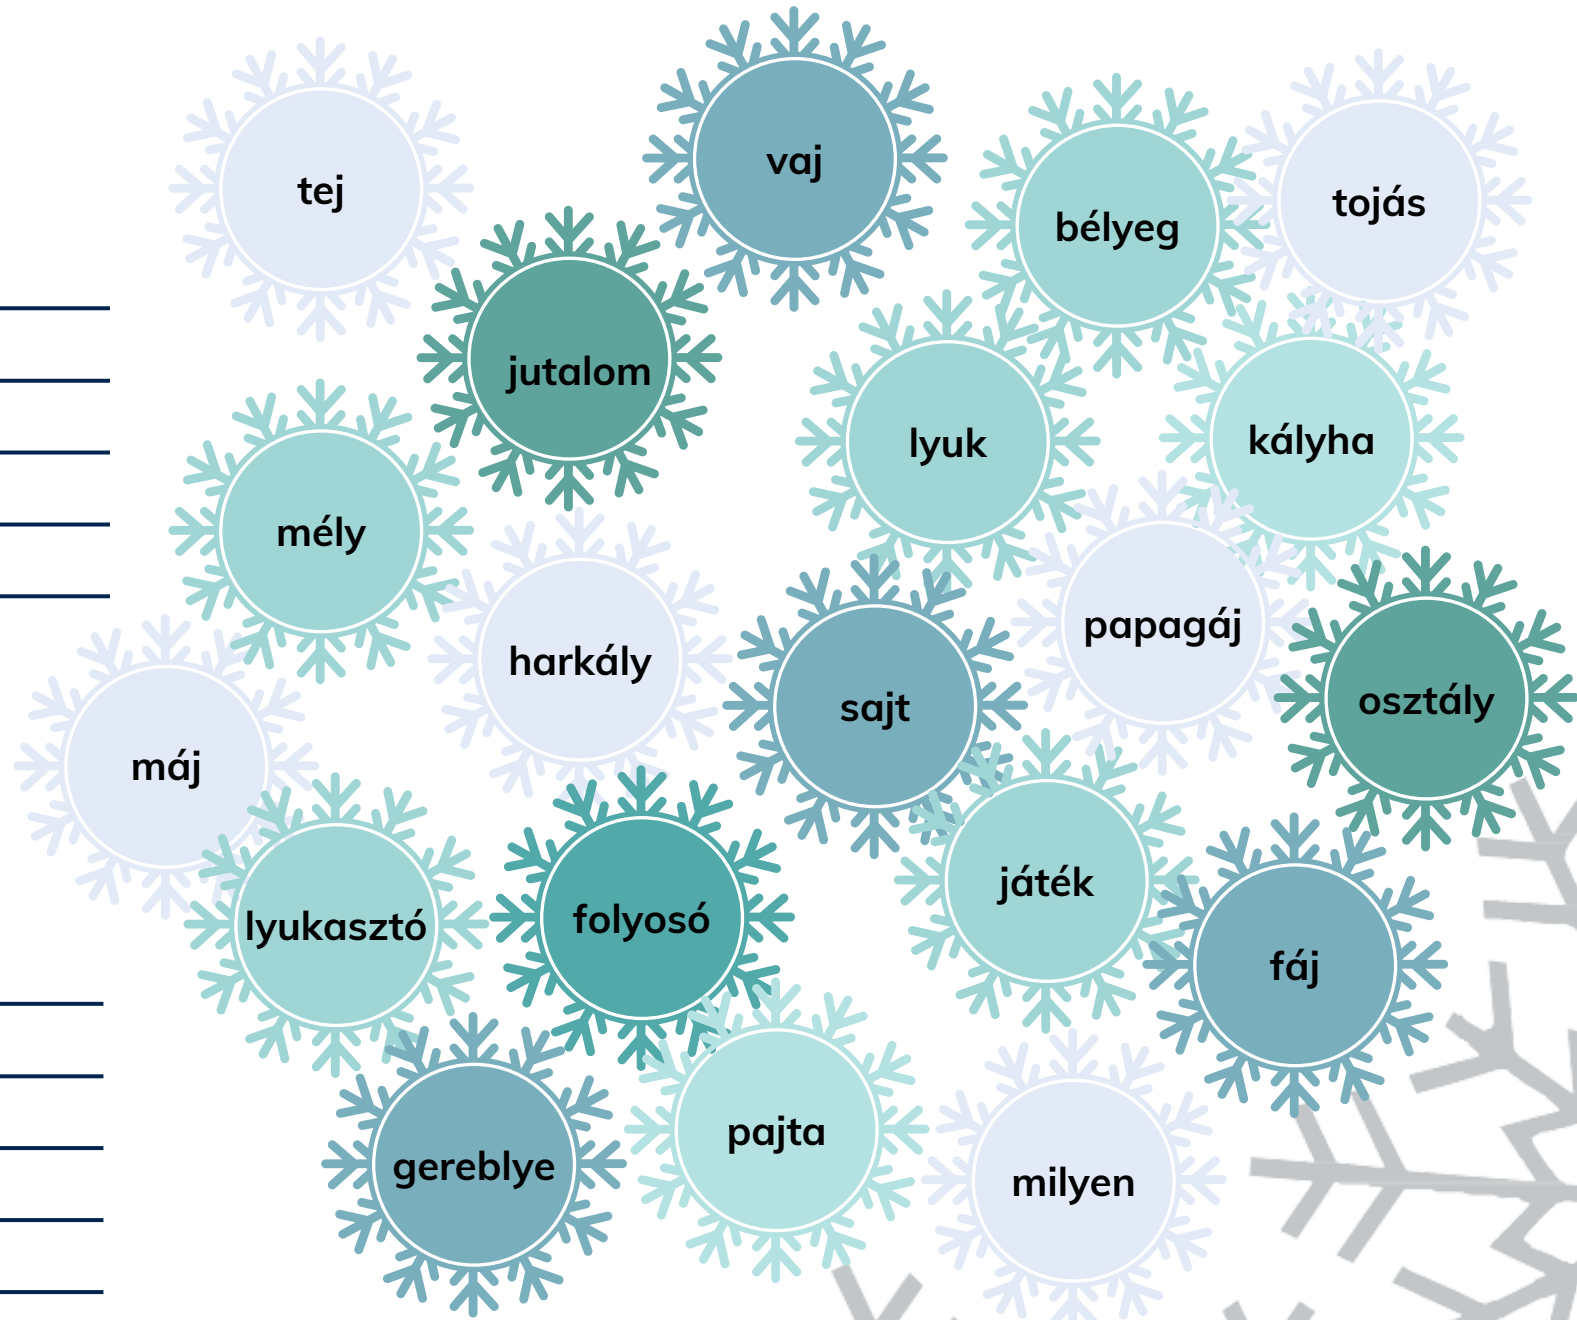 tej
vaj
bélyeg
tojás
jutalom
lyuk
kályha
mély
harkály
papagáj
sajt
osztály
máj
játék
lyukasztó
folyosó
fáj
pajta
gereblye
milyen